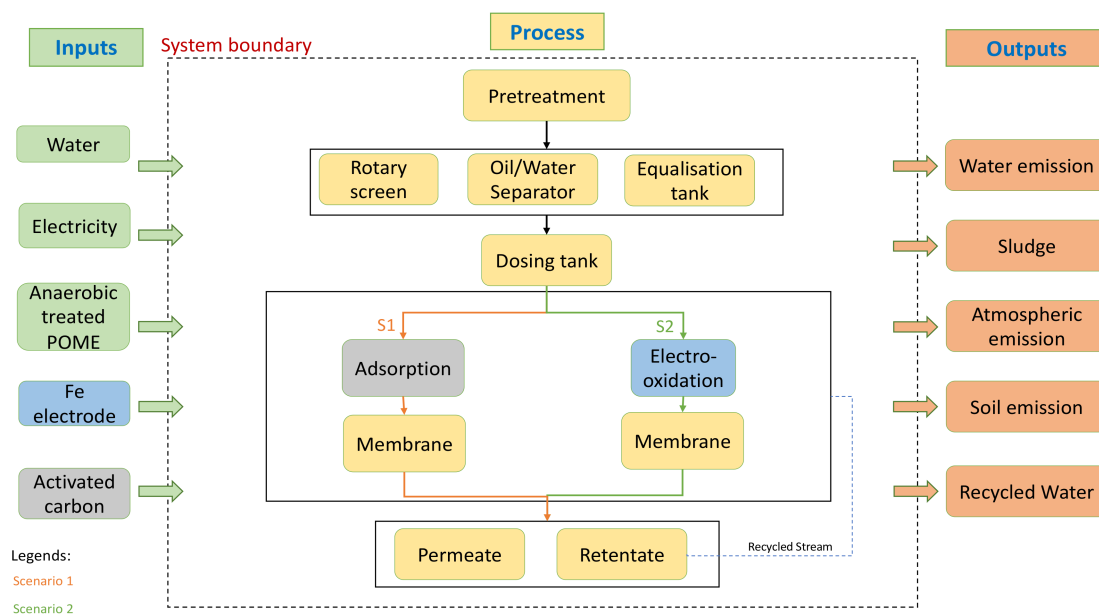 Process
Inputs
System boundary
Outputs
Pretreatment
Water
Rotary
screen
Oil/Water
Separator
Equalisation
tank
Water emission
Electricity
Dosing tank
Sludge
Anaerobic
treated
POME
S1
S2
Atmospheric
emission
Adsorption
Electro-
oxidation
Fe
electrode
Soil emission
Membrane
Membrane
Activated
carbon
Recycled Water
Permeate
Retentate
Recycled Stream
Legends:
Scenario 1
Scenario 2